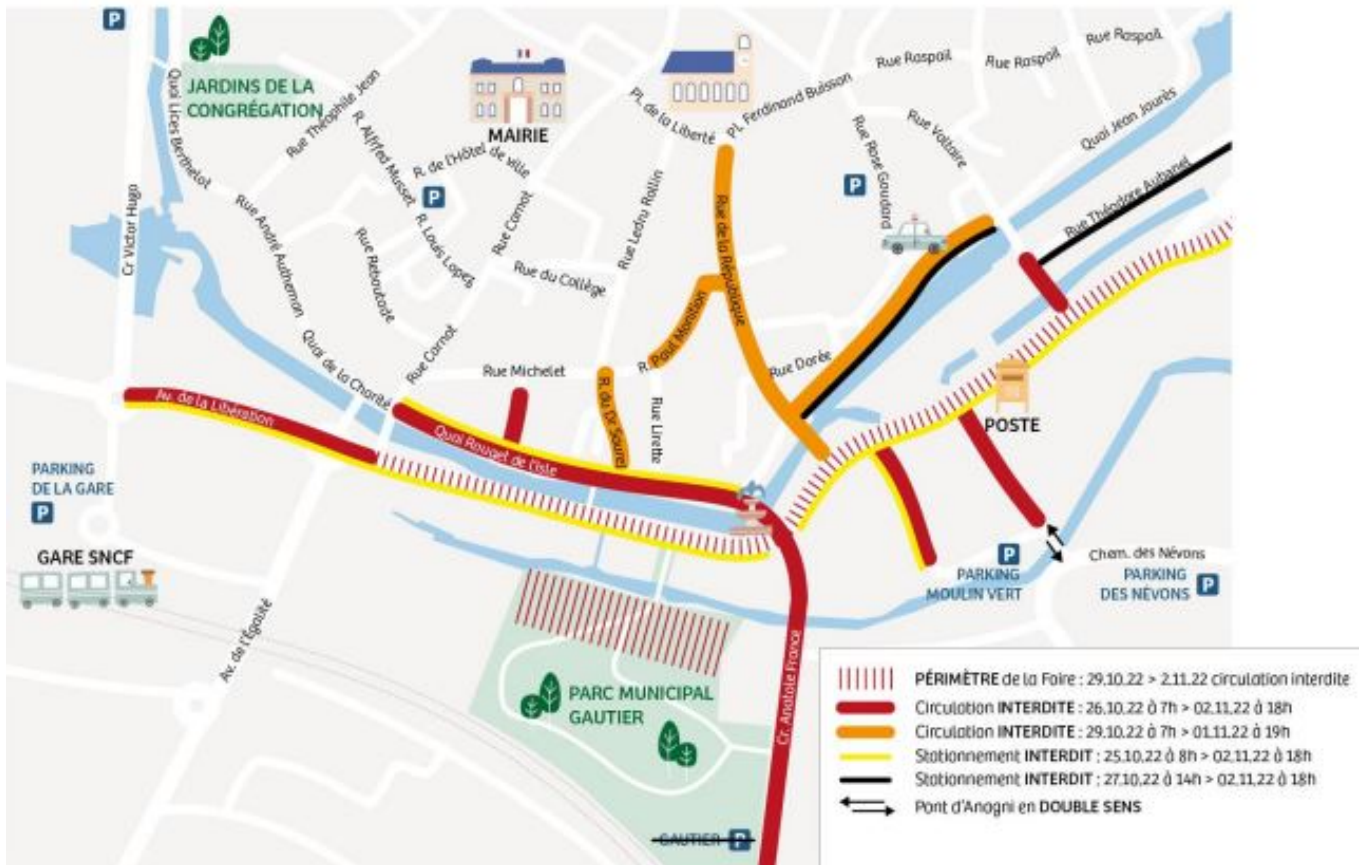 P
JARDINS DE LA
CONGRÉGATION
Quai Lices Berthelot
Cr Victor Hugo
Rue Théophile Jean
R. Alfrfed Musset
MAIRIE
R. de l'Hôtel de ville
P
R. Louis Lopez
Rue Carnot
Rue Ledru Rollin
Pl. de la Liberté
Pl. Ferdinand Buisson
Rue Raspail
Rue Raspail
Rue Raspail
Rue Voltaire
Quai Jean Jaurès
Rue Rose Goudard
P
Rue Théodore Aubanel
Rue André Autheman
Rue Reboulade
Rue du Collège
Rue de la République
Rue Carnot
Quai de la Charité
Rue Michelet
R. Paul Monition
Rue Dorée
R. du Dr Sourel
Rue Lirette
Av. de la Libération
Quai Rouget de l'Isle
POSTE
PARKING
DE LA GARE
P
GARE SNCF
Av. de l'Égalité
P
PARKING
MOULIN VERT
Chem. des Névons
PARKING
DES NÉVONS
P
PARC MUNICIPAL
GAUTIER
Cr. Anatole France
GAUTIER P
PÉRIMÈTRE de la Foire : 29.10.22 > 2.11.22 circulation interdite
Circulation INTERDITE : 26.10.22 à 7h > 02.11.22 à 18h
Circulation INTERDITE : 29.10.22 à 7h > 01.11.22 à 19h
Stationnement INTERDIT : 25.10.22 à 8h > 02.11.22 à 18h
Stationnement INTERDIT : 27.10.22 à 14h > 02.11.22 à 18h
Pont d'Anagni en DOUBLE SENS